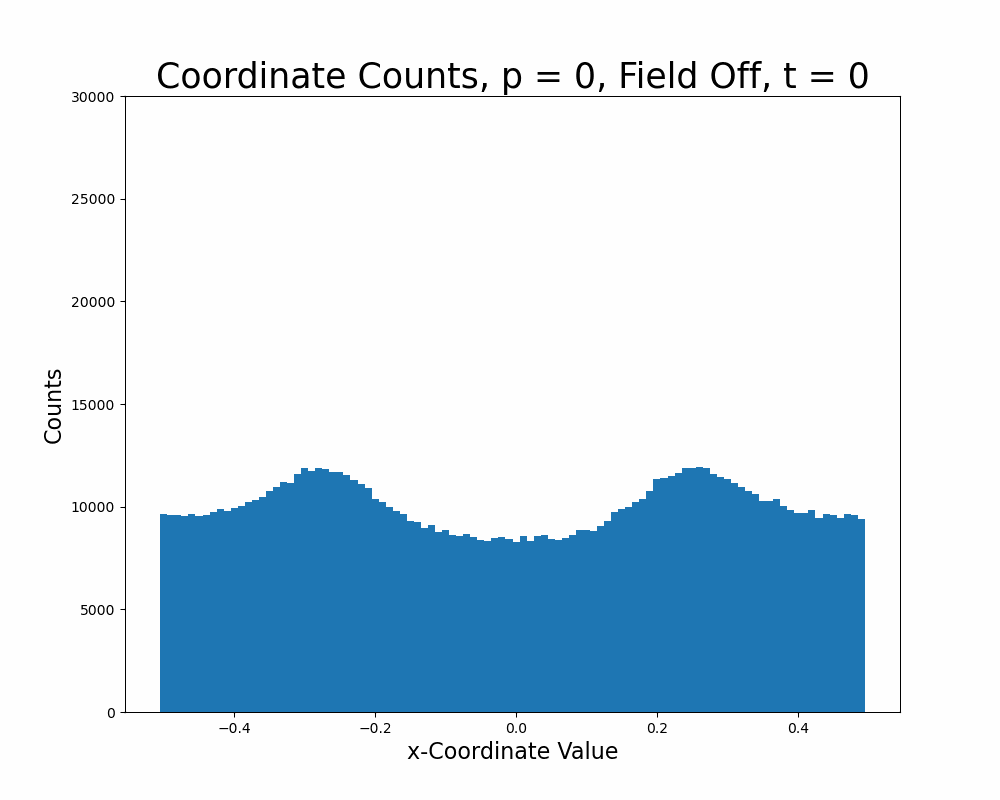 Coordinate Counts, p = 0, Field Off, t = 0
30000
25000
20000
15000
10000
5000
0
Counts
−0.4 −0.2 0.0 0.2 0.4
x-Coordinate Value